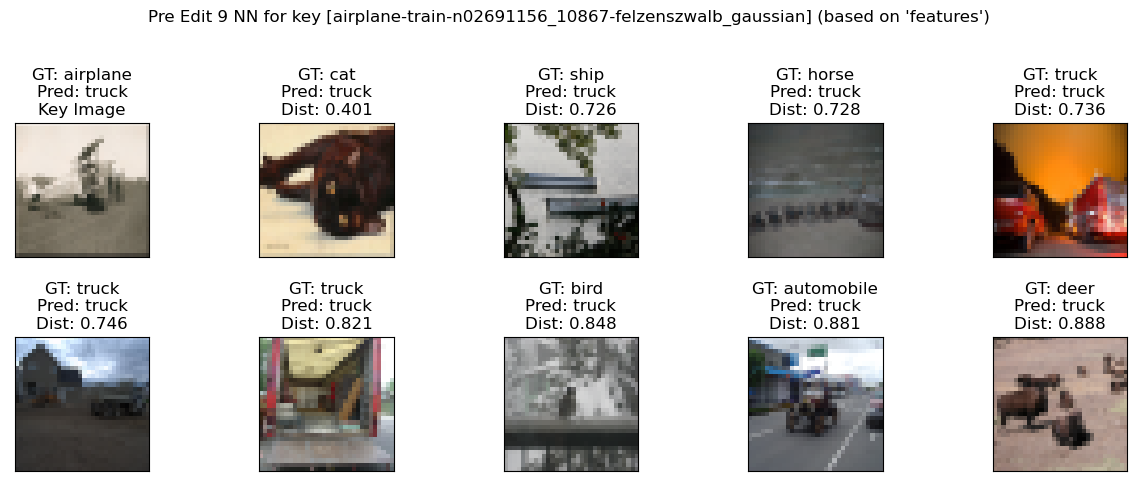 Pre Edit 9 NN for key [airplane-train-n02691156_10867-felzenszwalb_gaussian] (based on 'features')
GT: airplane
Pred: truck
Key Image
GT: cat
Pred: truck
Dist: 0.401
GT: ship
Pred: truck
Dist: 0.726
GT: horse
Pred: truck
Dist: 0.728
GT: truck
Pred: truck
Dist: 0.736
GT: truck
Pred: truck
Dist: 0.746
GT: truck
Pred: truck
Dist: 0.821
GT: bird
Pred: truck
Dist: 0.848
GT: automobile
Pred: truck
Dist: 0.881
GT: deer
Pred: truck
Dist: 0.888